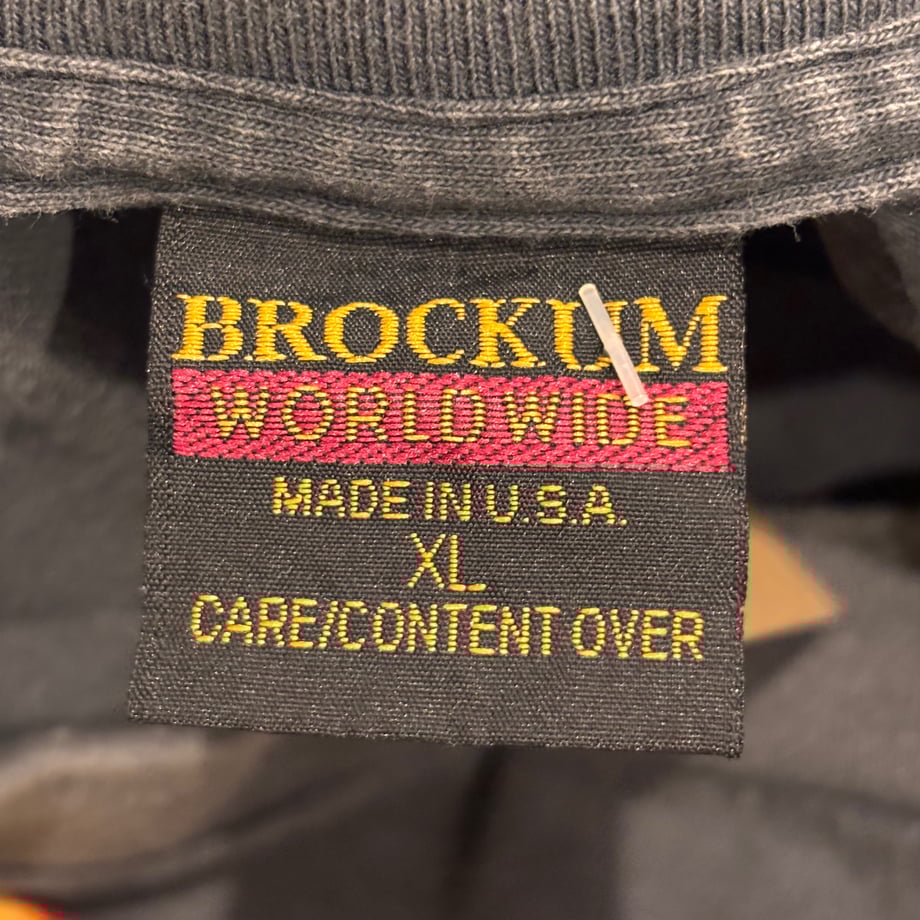 BROCKUM
WORLDWIDE
MADE IN U.S.A.
XL
CARE/CONTENT OVER